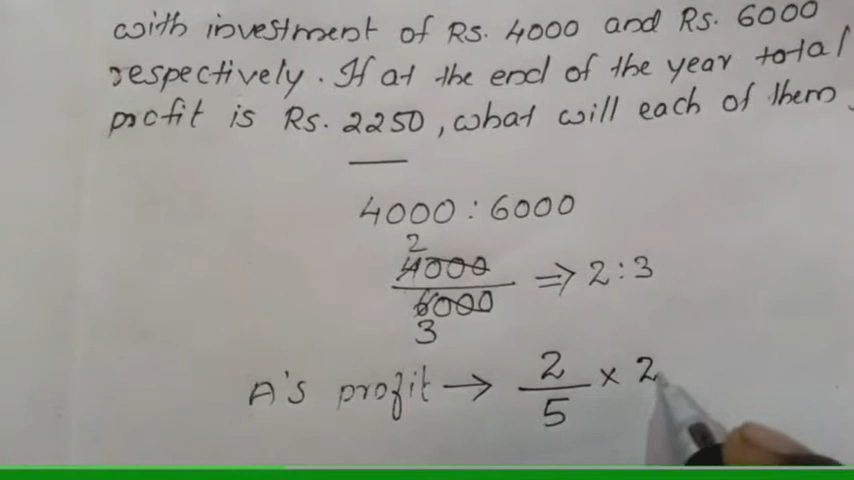 with investment of Rs. 4000 and Rs. 6000
respectively. If at the end of the year total
profit is Rs. 2250, what will each of them
4000 : 6000
2
4000
6000
3
⇒ 2:3
A's profit → 2/5 × 2